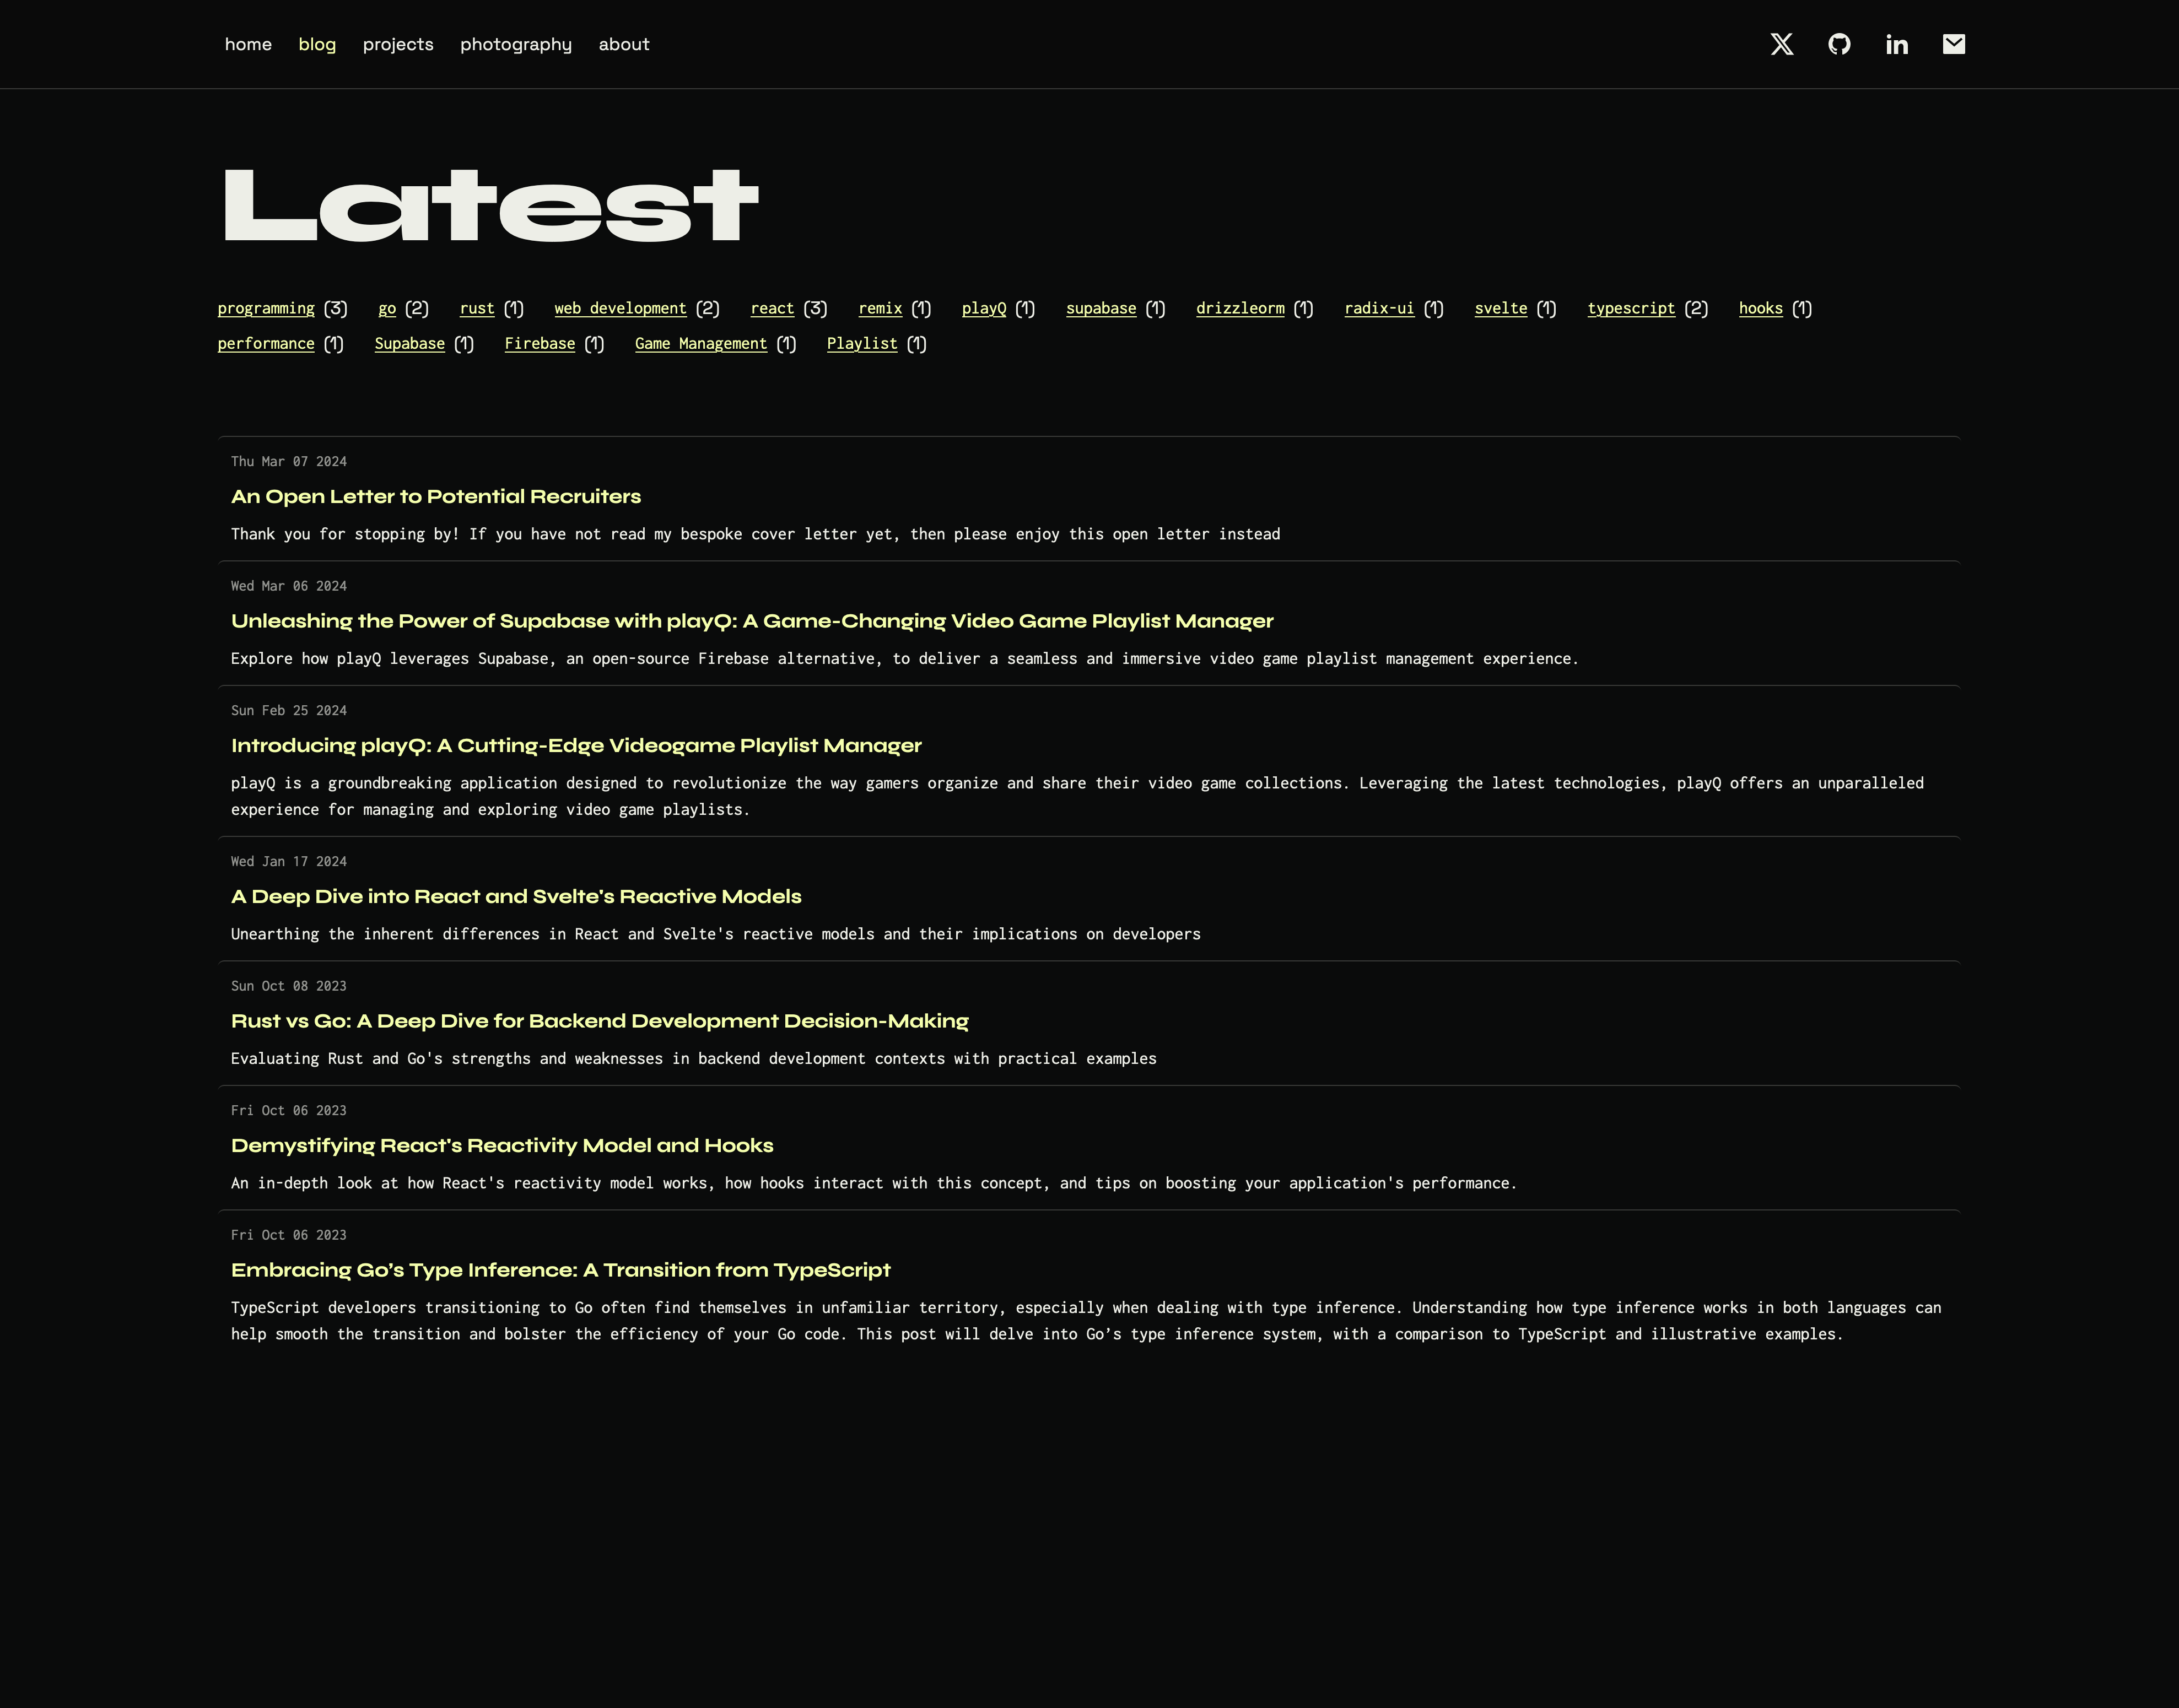 home blog projects photography about
Latest
programming (3) go (2) rust (1) web development (2) react (3) remix (1) playQ (1) supabase (1) drizzleorm (1) radix-ui (1) svelte (1) typescript (2) hooks (1)
performance (1) Supabase (1) Firebase (1) Game Management (1) Playlist (1)
Thu Mar 07 2024
An Open Letter to Potential Recruiters
Thank you for stopping by! If you have not read my bespoke cover letter yet, then please enjoy this open letter instead
Wed Mar 06 2024
Unleashing the Power of Supabase with playQ: A Game-Changing Video Game Playlist Manager
Explore how playQ leverages Supabase, an open-source Firebase alternative, to deliver a seamless and immersive video game playlist management experience.
Sun Feb 25 2024
Introducing playQ: A Cutting-Edge Videogame Playlist Manager
playQ is a groundbreaking application designed to revolutionize the way gamers organize and share their video game collections. Leveraging the latest technologies, playQ offers an unparalleled
experience for managing and exploring video game playlists.
Wed Jan 17 2024
A Deep Dive into React and Svelte's Reactive Models
Unearthing the inherent differences in React and Svelte's reactive models and their implications on developers
Sun Oct 08 2023
Rust vs Go: A Deep Dive for Backend Development Decision-Making
Evaluating Rust and Go's strengths and weaknesses in backend development contexts with practical examples
Fri Oct 06 2023
Demystifying React's Reactivity Model and Hooks
An in-depth look at how React's reactivity model works, how hooks interact with this concept, and tips on boosting your application's performance.
Fri Oct 06 2023
Embracing Go’s Type Inference: A Transition from TypeScript
TypeScript developers transitioning to Go often find themselves in unfamiliar territory, especially when dealing with type inference. Understanding how type inference works in both languages can
help smooth the transition and bolster the efficiency of your Go code. This post will delve into Go’s type inference system, with a comparison to TypeScript and illustrative examples.